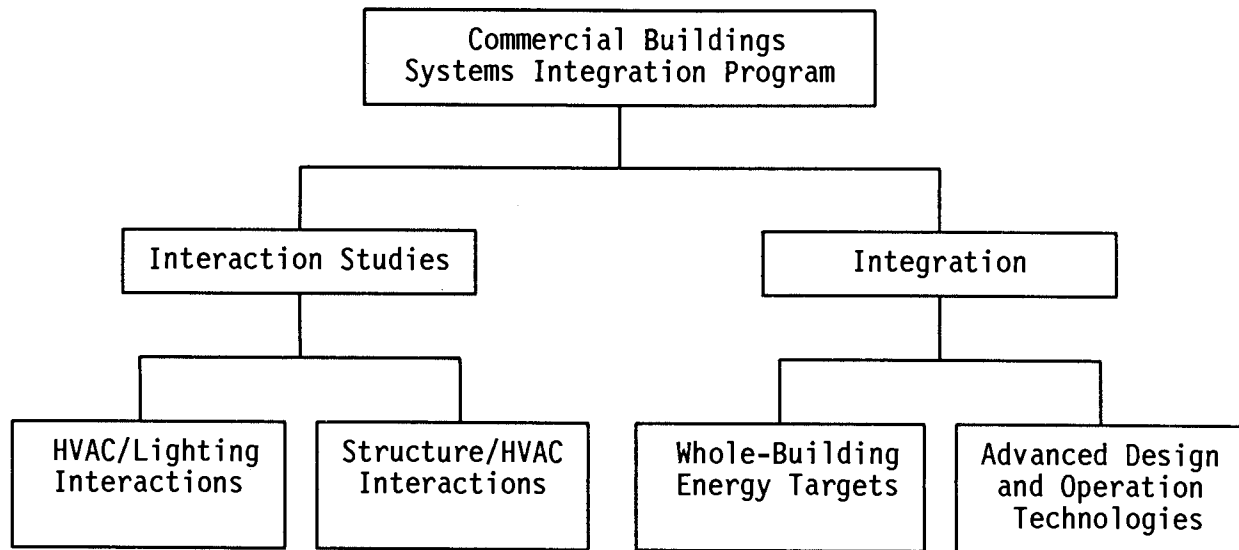 Commercial Buildings
Systems Integration Program
Interaction Studies
Integration
HVAC/Lighting
Interactions
Structure/HVAC
Interactions
Whole-Building
Energy Targets
Advanced Design
and Operation
Technologies